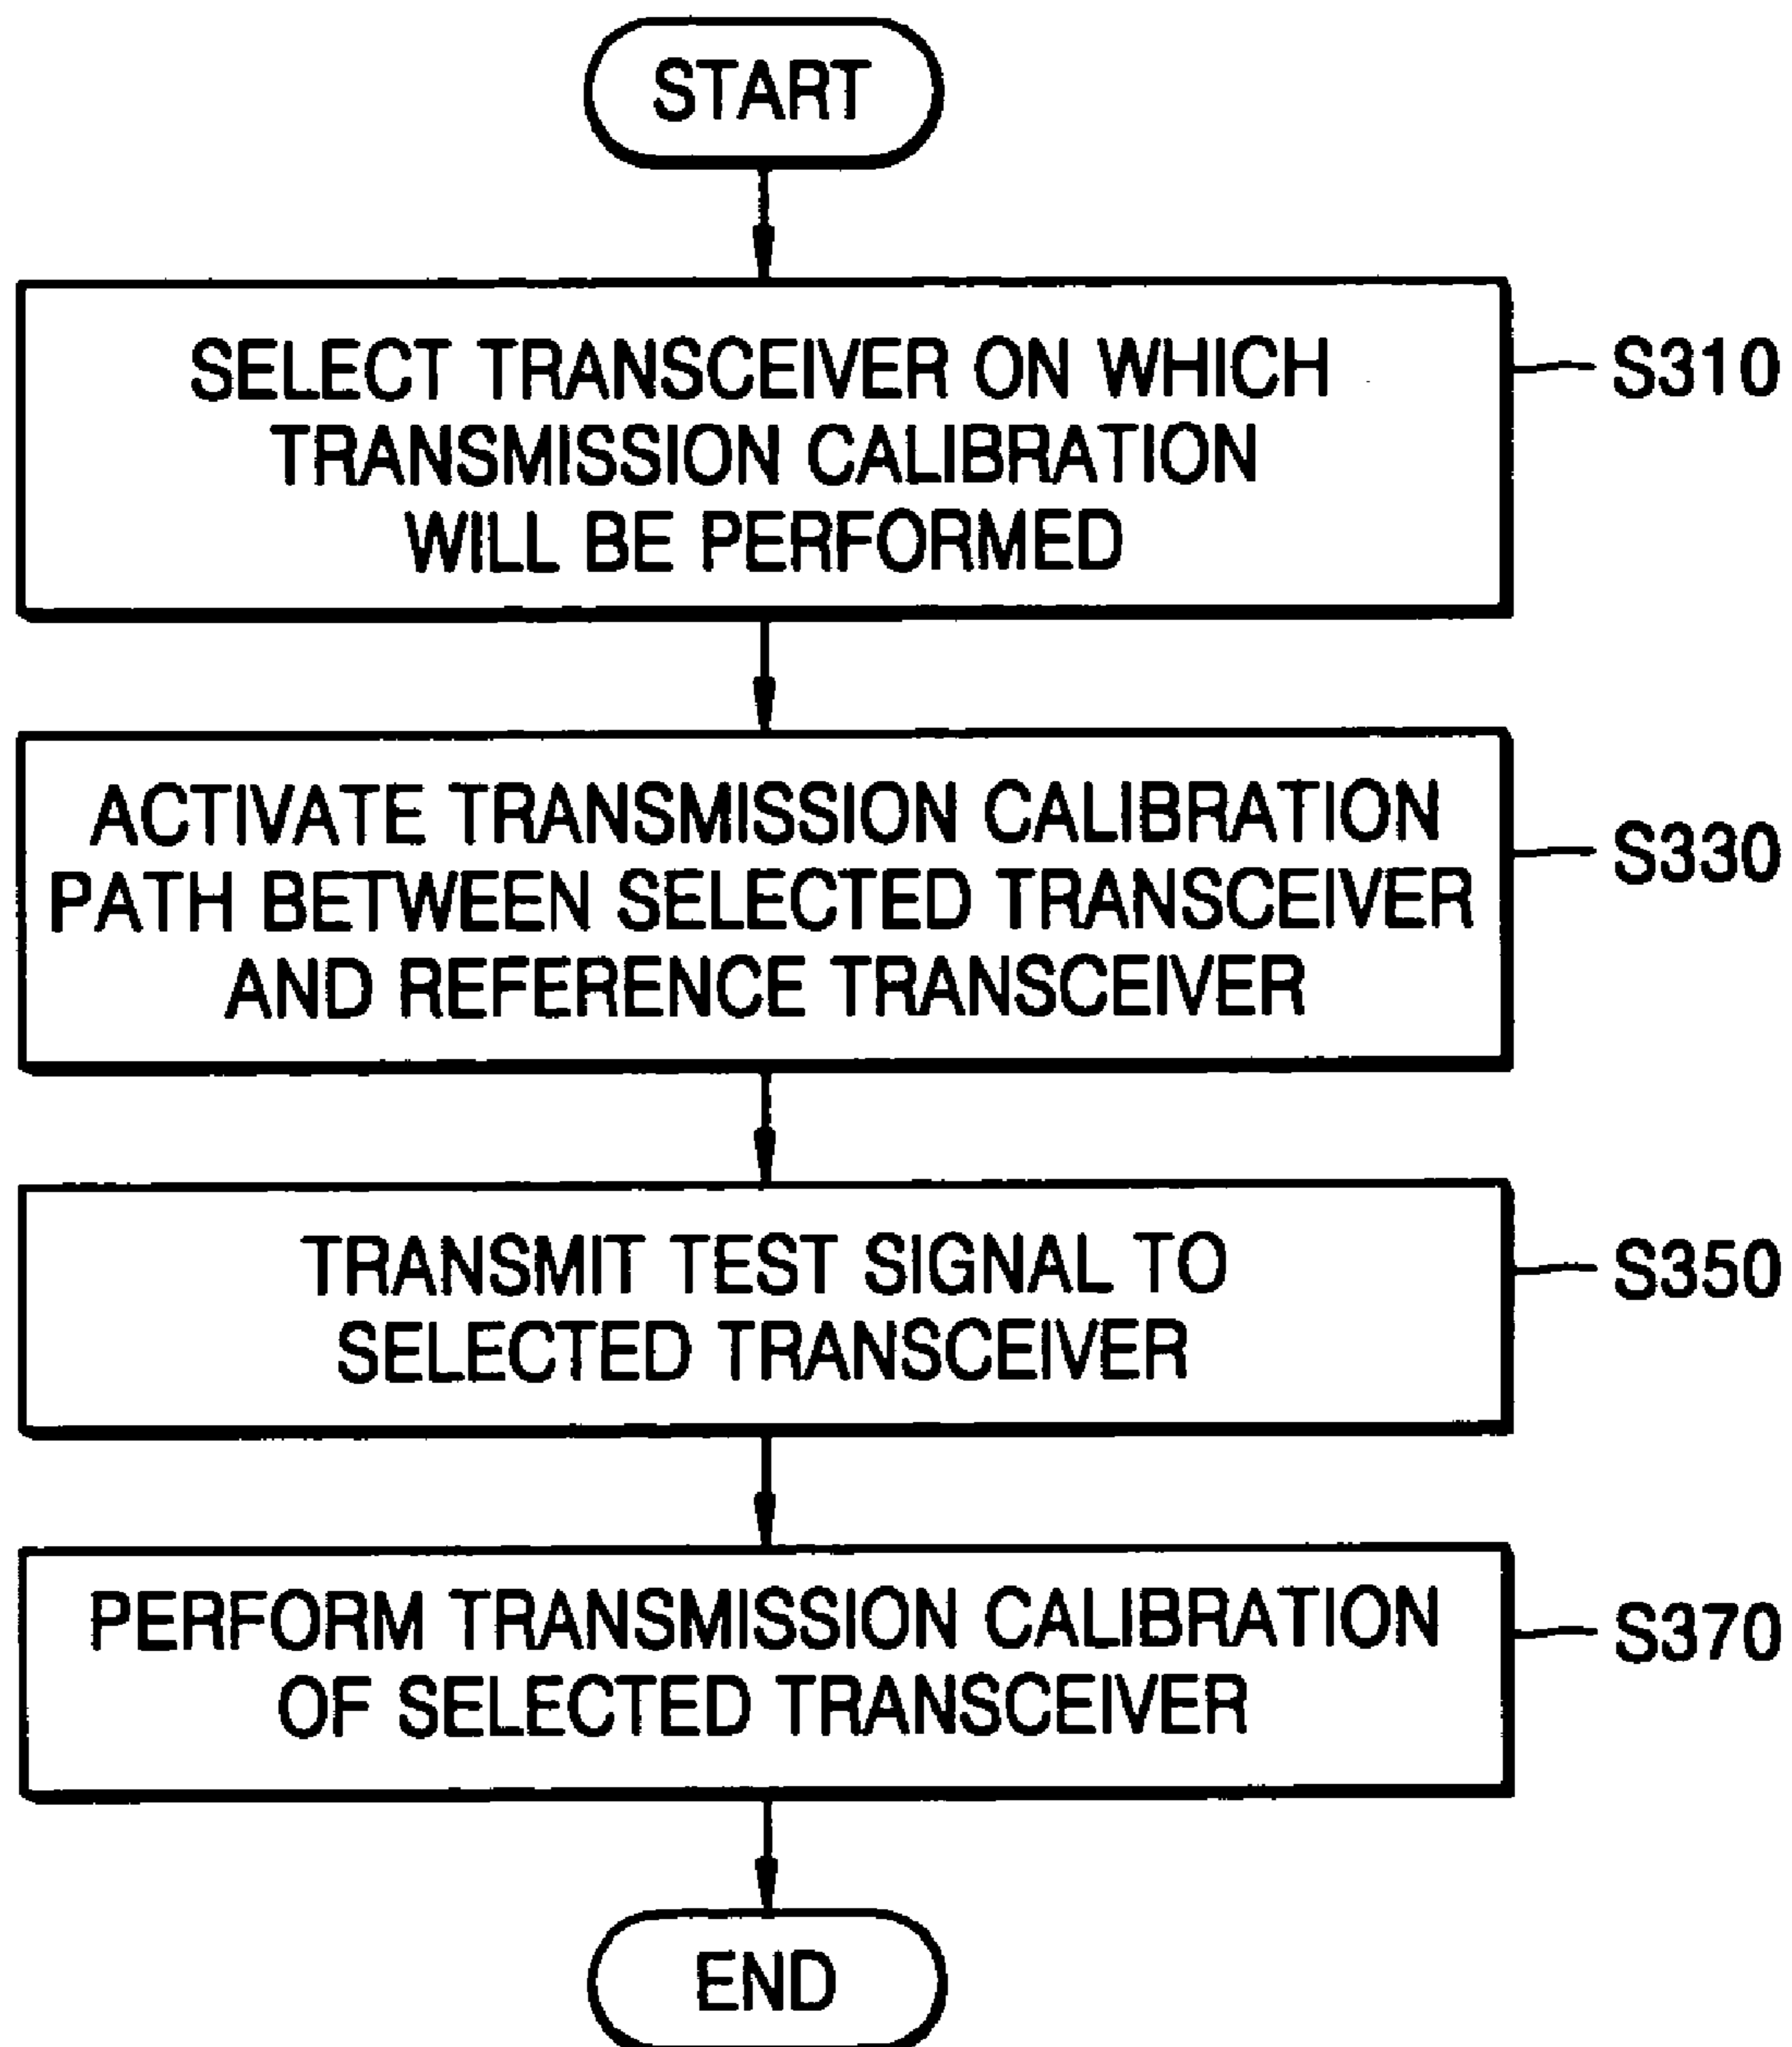 START
SELECT TRANSCEIVER ON WHICH
TRANSMISSION CALIBRATION
WILL BE PERFORMED
S310
ACTIVATE TRANSMISSION CALIBRATION
PATH BETWEEN SELECTED TRANSCEIVER
AND REFERENCE TRANSCEIVER
S330
TRANSMIT TEST SIGNAL TO
SELECTED TRANSCEIVER
S350
PERFORM TRANSMISSION CALIBRATION
OF SELECTED TRANSCEIVER
S370
END